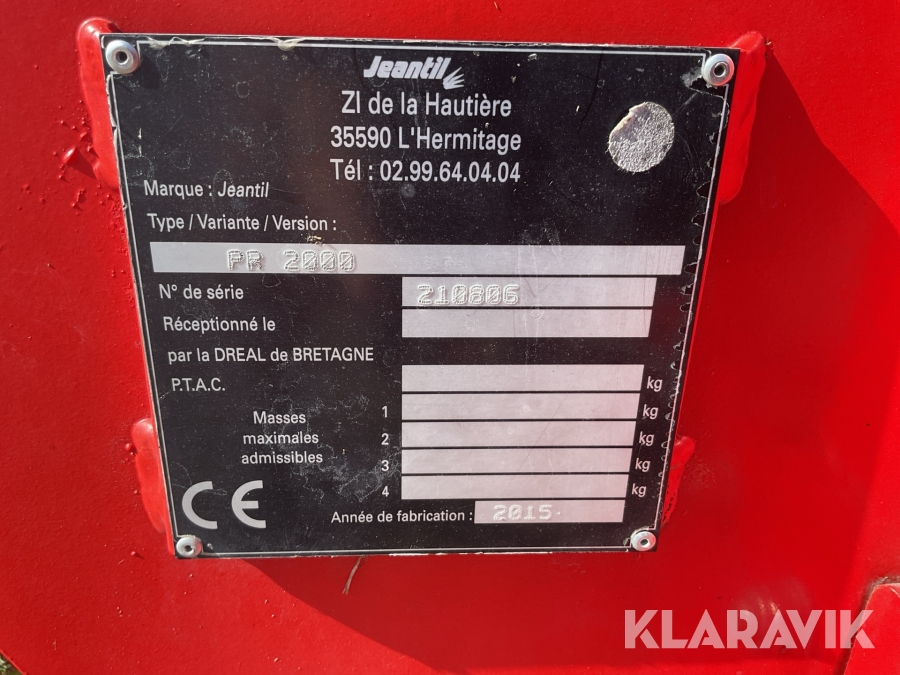 Jeantil
ZI de la Hautière
35590 L'Hermitage
Tél : 02.99.64.04.04
Marque : Jeantil
Type / Variante / Version :
PR 2000
N° de série 210806
Réceptionné le
par la DREAL de BRETAGNE
P.T.A.C. kg
Masses maximales admissibles
1 kg
2 kg
3 kg
4 kg
CE
Année de fabrication : 2015
KLARAVIK